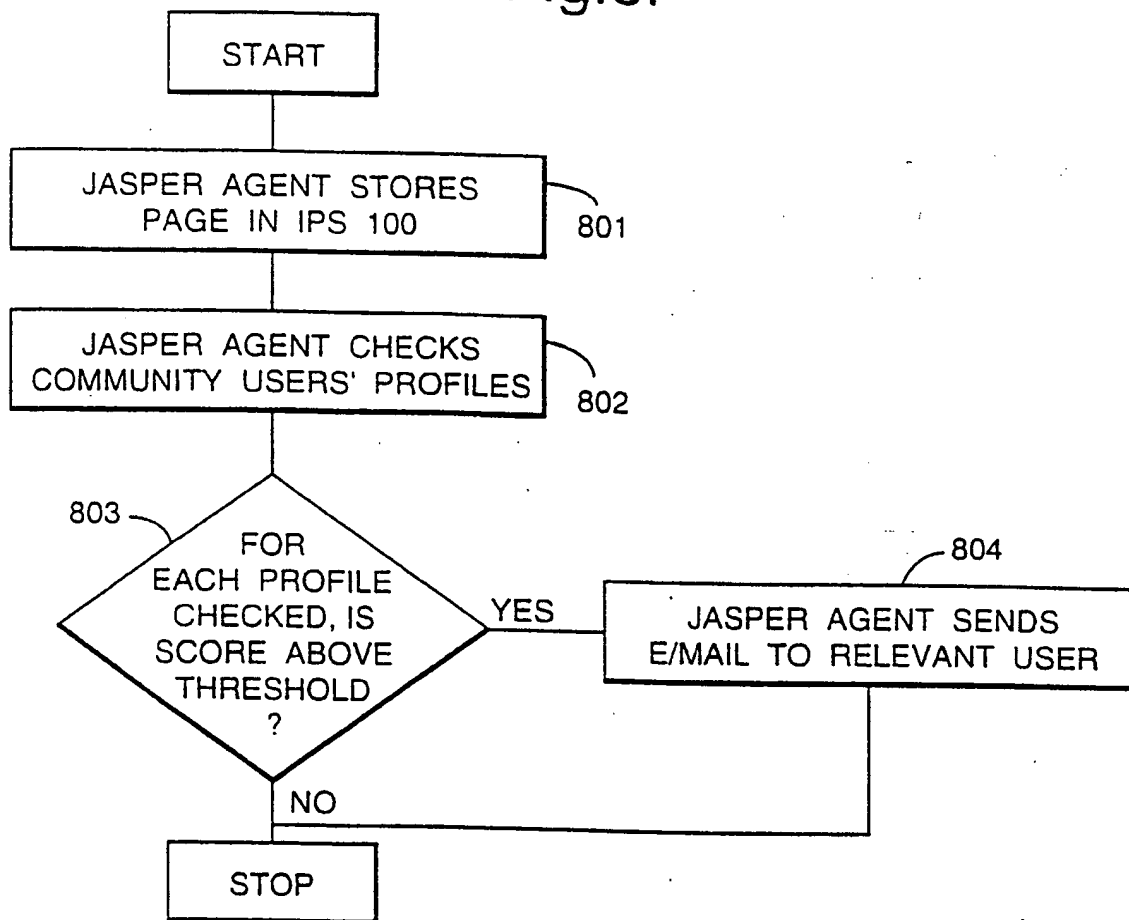 START
JASPER AGENT STORES
PAGE IN IPS 100
801
JASPER AGENT CHECKS
COMMUNITY USERS' PROFILES
802
803
FOR
EACH PROFILE
CHECKED, IS
SCORE ABOVE
THRESHOLD
?
YES
804
JASPER AGENT SENDS
E/MAIL TO RELEVANT USER
NO
STOP